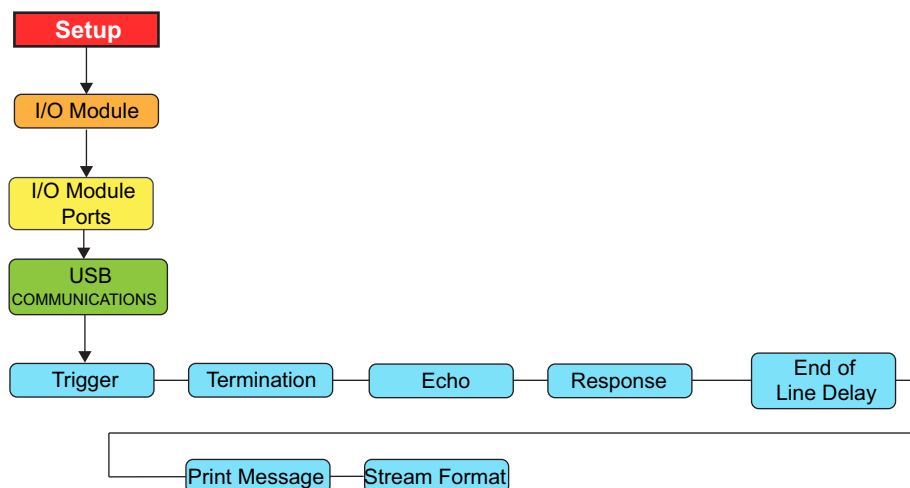 Setup
I/O Module
I/O Module
Ports
USB
COMMUNICATIONS
Trigger
Termination
Echo
Response
End of
Line Delay
Print Message
Stream Format